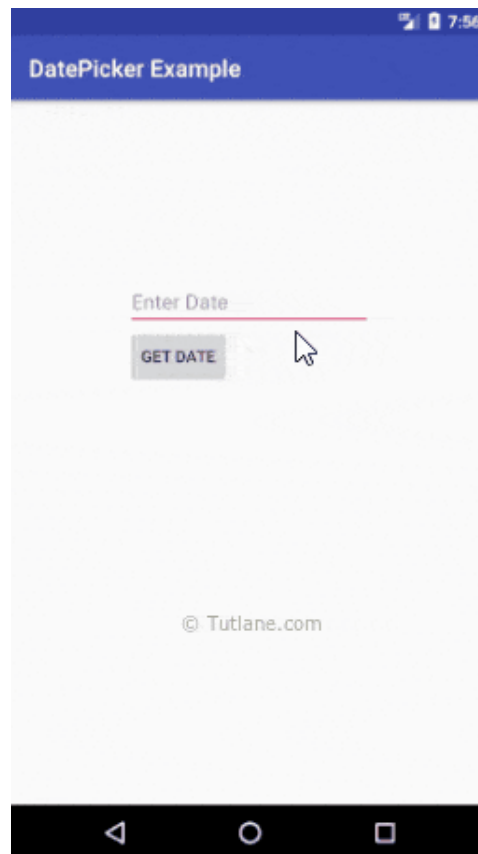 7:56
DatePicker Example
Enter Date
GET DATE
© Tutlane.com